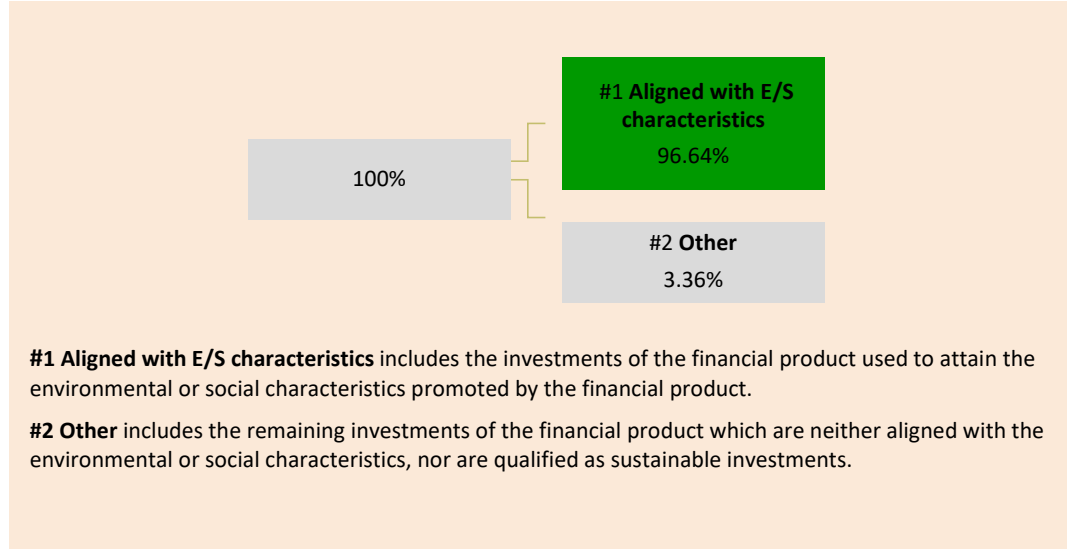 #1 Aligned with E/S
characteristics
96.64%
100%
#2 Other
3.36%
#1 Aligned with E/S characteristics includes the investments of the financial product used to attain the
environmental or social characteristics promoted by the financial product.
#2 Other includes the remaining investments of the financial product which are neither aligned with the
environmental or social characteristics, nor are qualified as sustainable investments.